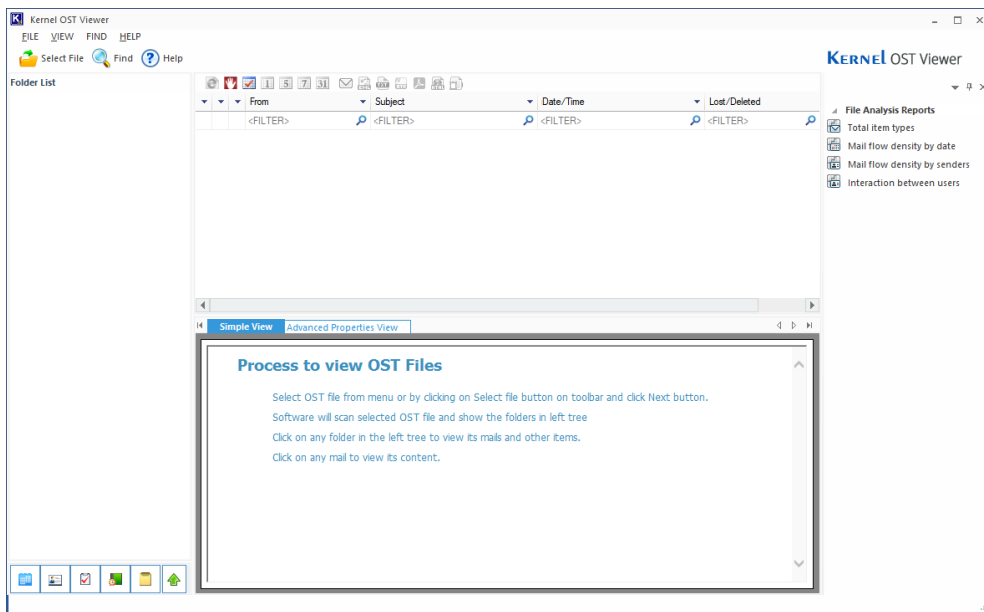 Kernel OST Viewer
FILE VIEW FIND HELP
Select File Find Help
KERNEL OST Viewer
Folder List
1 5 7 31
From Subject Date/Time Lost/Deleted
<FILTER> <FILTER> <FILTER> <FILTER>
File Analysis Reports
Total item types
Mail flow density by date
Mail flow density by senders
Interaction between users
Simple View Advanced Properties View
Process to view OST Files
Select OST file from menu or by clicking on Select file button on toolbar and click Next button.
Software will scan selected OST file and show the folders in left tree
Click on any folder in the left tree to view its mails and other items.
Click on any mail to view its content.